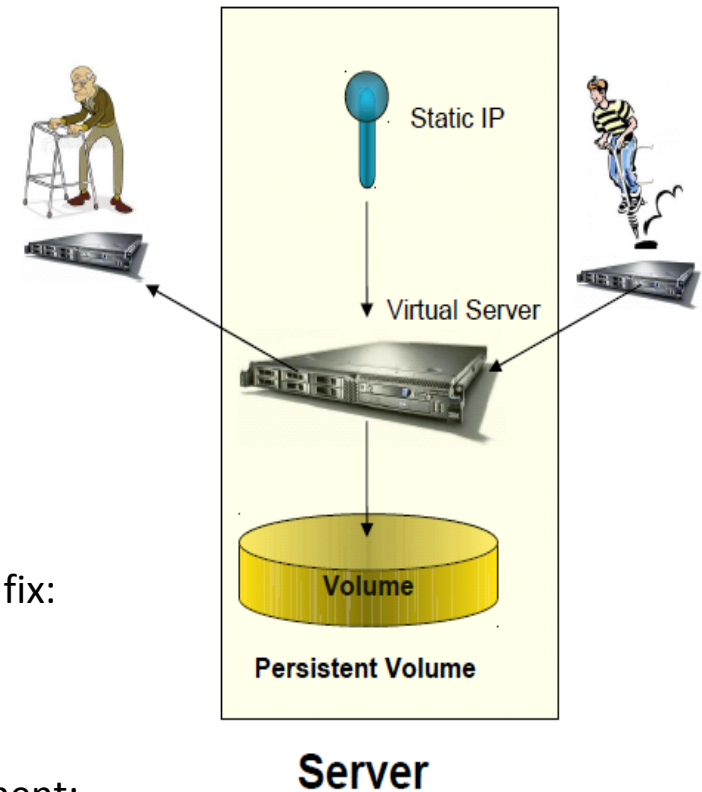 Static IP
Virtual Server
fix:
Volume
Persistent Volume
Server